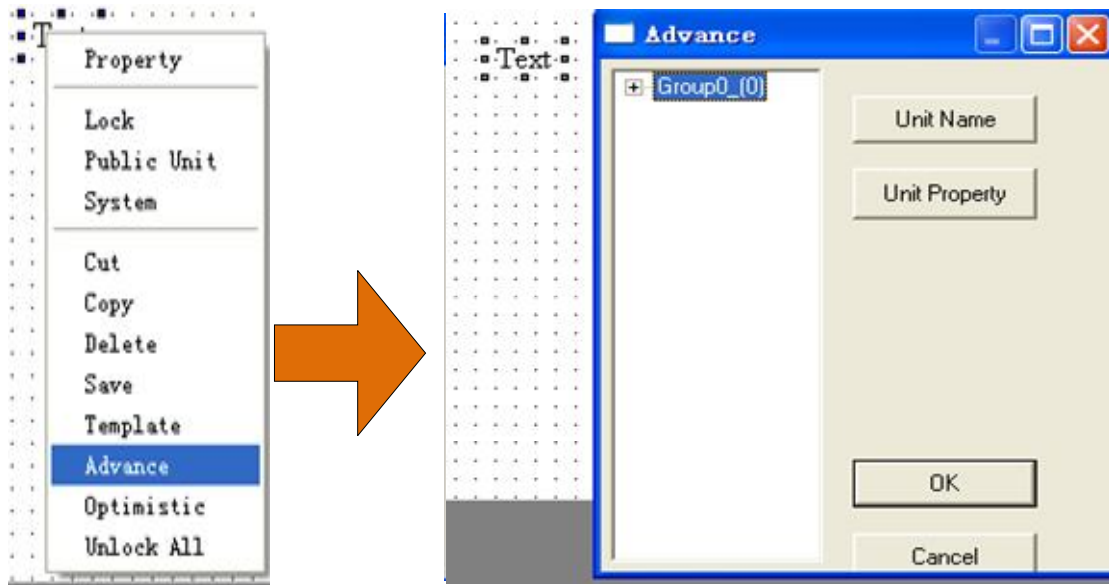 Property
Lock
Public Unit
System
Cut
Copy
Delete
Save
Template
Advance
Optimistic
Unlock All
Text
Advance
Group0_(0)
Unit Name
Unit Property
OK
Cancel